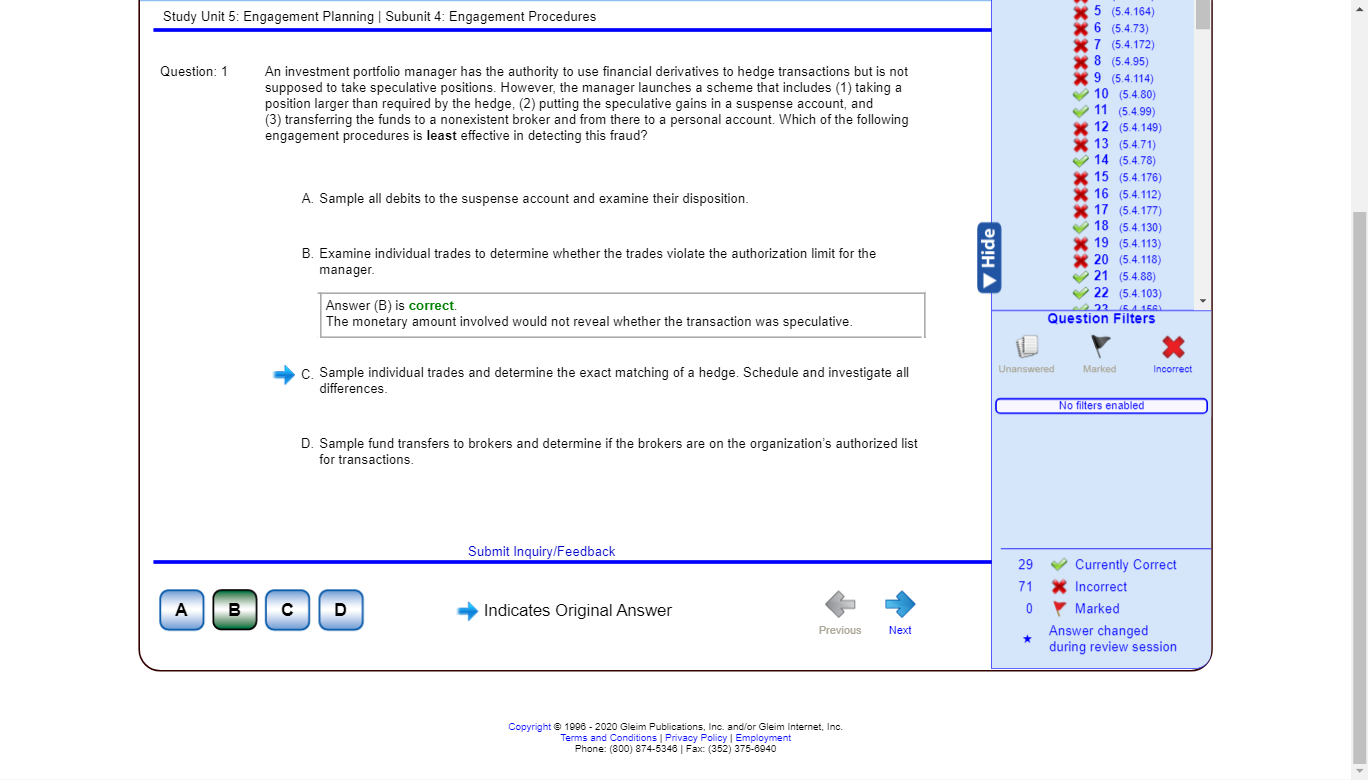 Study Unit 5: Engagement Planning | Subunit 4: Engagement Procedures
Question: 1
An investment portfolio manager has the authority to use financial derivatives to hedge transactions but is not
supposed to take speculative positions. However, the manager launches a scheme that includes (1) taking a
position larger than required by the hedge, (2) putting the speculative gains in a suspense account, and
(3) transferring the funds to a nonexistent broker and from there to a personal account. Which of the following
engagement procedures is least effective in detecting this fraud?
A. Sample all debits to the suspense account and examine their disposition.
B. Examine individual trades to determine whether the trades violate the authorization limit for the
manager.
Answer (B) is correct.
The monetary amount involved would not reveal whether the transaction was speculative.
C. Sample individual trades and determine the exact matching of a hedge. Schedule and investigate all
differences.
D. Sample fund transfers to brokers and determine if the brokers are on the organization's authorized list
for transactions.
Submit Inquiry/Feedback
A B C D
Indicates Original Answer
Previous
Next
Hide
5 (5.4.164)
6 (5.4.73)
7 (5.4.172)
8 (5.4.95)
9 (5.4.114)
10 (5.4.80)
11 (5.4.99)
12 (5.4.149)
13 (5.4.71)
14 (5.4.78)
15 (5.4.176)
16 (5.4.112)
17 (5.4.177)
18 (5.4.130)
19 (5.4.113)
20 (5.4.118)
21 (5.4.88)
22 (5.4.103)
23 (5.4.156)
Question Filters
Unanswered
Marked
Incorrect
No filters enabled
29 Currently Correct
71 Incorrect
0 Marked
Answer changed
during review session
Copyright © 1996 - 2020 Gleim Publications, Inc. and/or Gleim Internet, Inc.
Terms and Conditions | Privacy Policy | Employment
Phone: (800) 874-5346 | Fax: (352) 375-6940